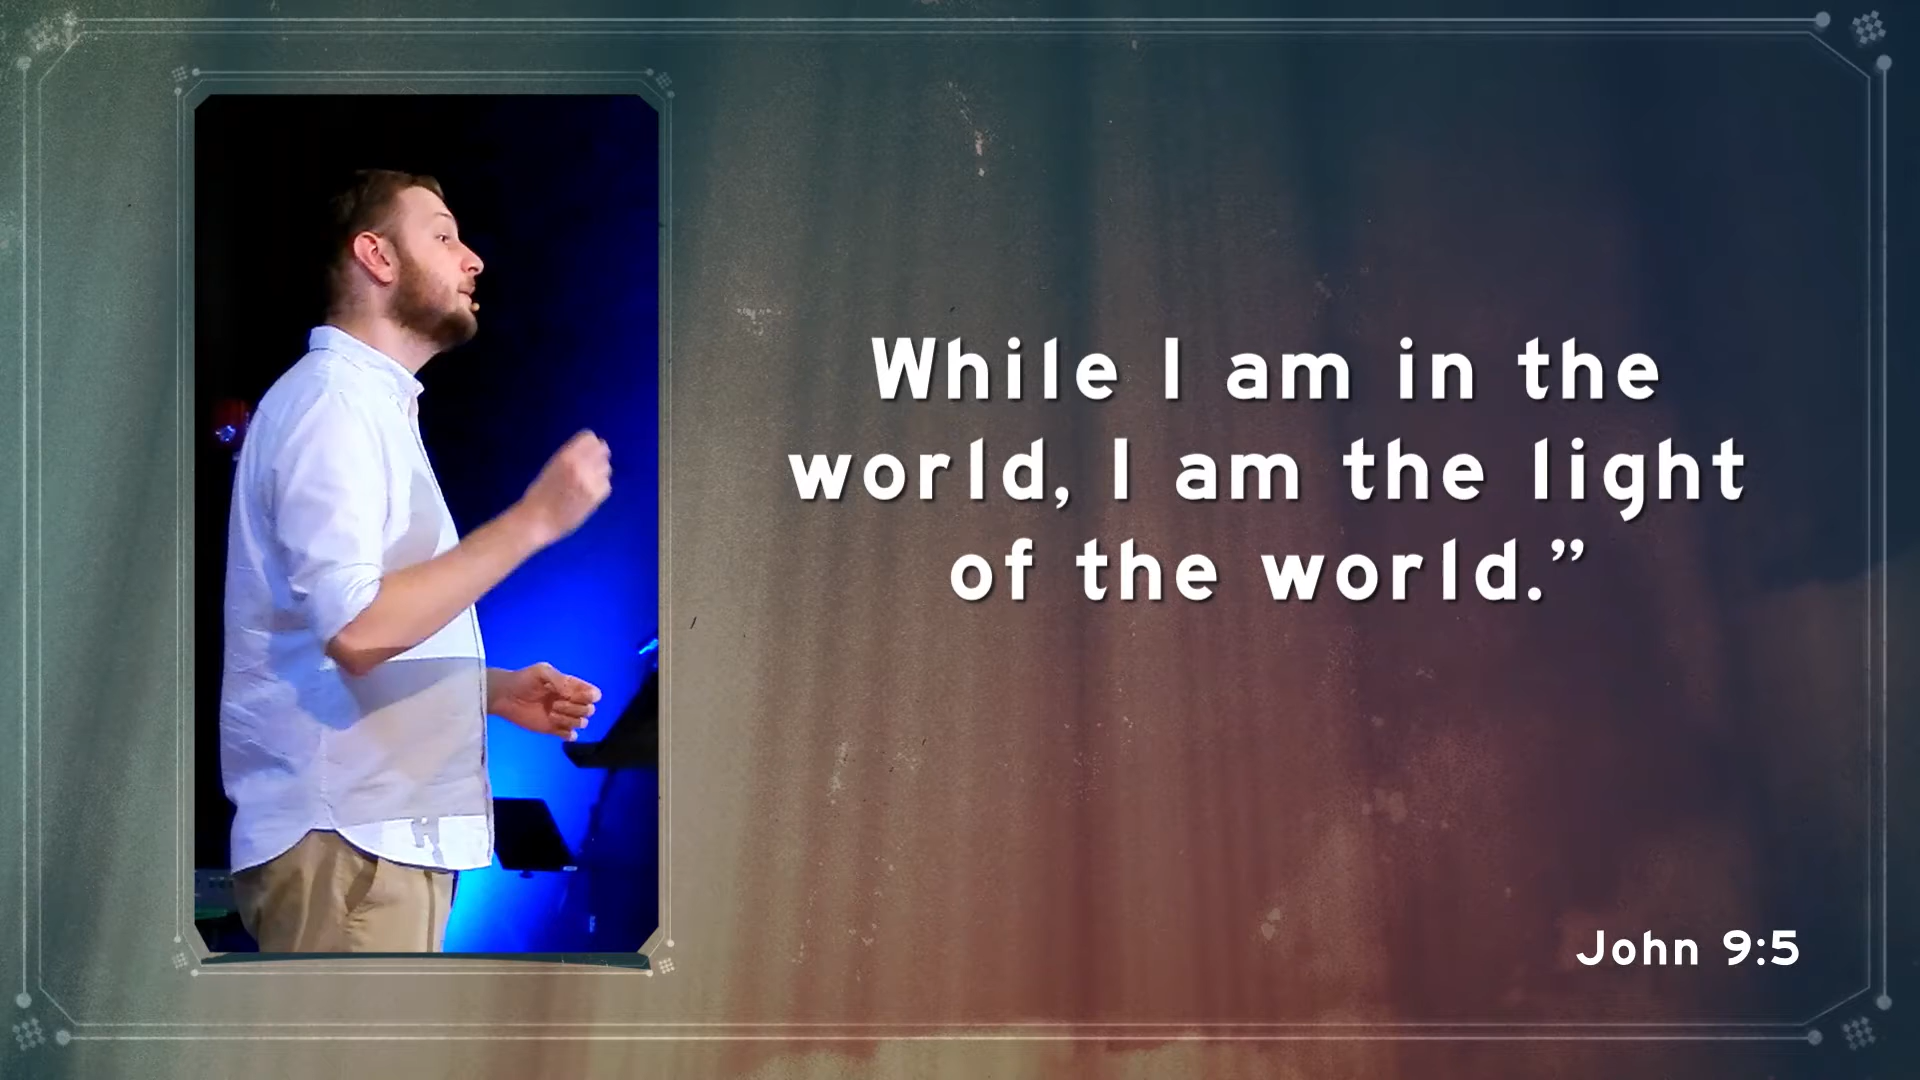 While I am in the
world, I am the light
of the world.”
John 9:5